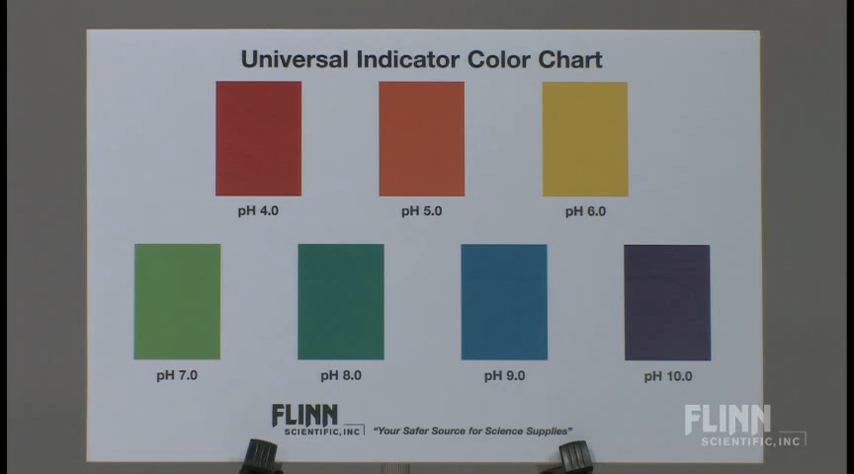 Universal Indicator Color Chart
pH 4.0 pH 5.0 pH 6.0
pH 7.0 pH 8.0 pH 9.0 pH 10.0
FLINN
SCIENTIFIC, INC "Your Safer Source for Science Supplies"
FLINN
SCIENTIFIC, INC